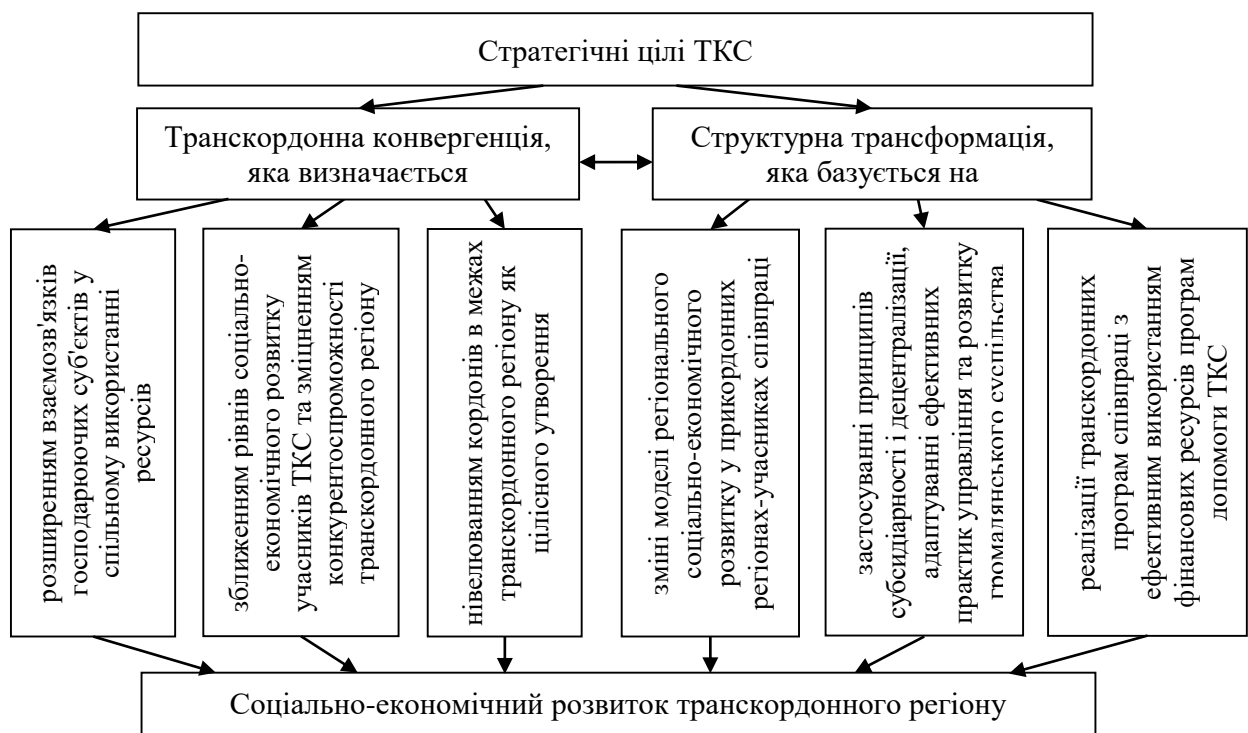 Стратегічні цілі ТКС
Транскордонна конвергенція,
яка визначається
Структурна трансформація,
яка базується на
розширенням взаємозв'язків
господарюючих суб'єктів у
спільному використанні
ресурсів
зближенням рівнів соціально-
економічного розвитку
учасників ТКС та зміцненням
конкурентоспроможності
транскордонного регіону
нівелюванням кордонів в межах
транскордонного регіону як
цілісного утворення
зміні моделі регіонального
соціально-економічного
розвитку у прикордонних
регіонах-учасниках співпраці
застосуванні принципів
субсидіарності і децентралізації,
адаптуванні ефективних
практик управління та розвитку
громадянського суспільства
реалізації транскордонних
програм співпраці з
ефективним використанням
фінансових ресурсів програм
допомоги ТКС
Соціально-економічний розвиток транскордонного регіону